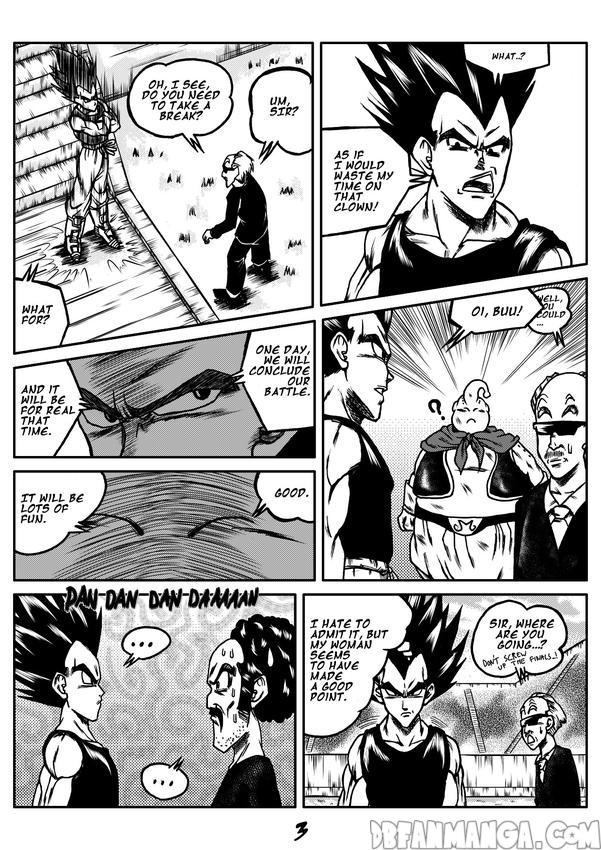 WHAT..?
AS IF
I WOULD
WASTE MY
TIME ON
THAT
CLOWN!
UM,
SIR?
OH, I SEE,
DO YOU NEED
TO TAKE A
BREAK?
WHAT
FOR?
WELL,
YOU
COULD
...
OI, BUU!
?
ONE DAY,
WE WILL
CONCLUDE
OUR
BATTLE.
AND IT
WILL BE
FOR REAL
THAT
TIME.
GOOD.
IT WILL BE
LOTS OF
FUN.
SIR, WHERE
ARE YOU
GOING...?
DON'T SCREW
UP THE FINALS..!
I HATE TO
ADMIT IT, BUT
MY WOMAN
SEEMS
TO HAVE
MADE
A GOOD
POINT.
DAN-DAN-DAN-DAAAAAN
...
...
3
DBFANMANGA.COM